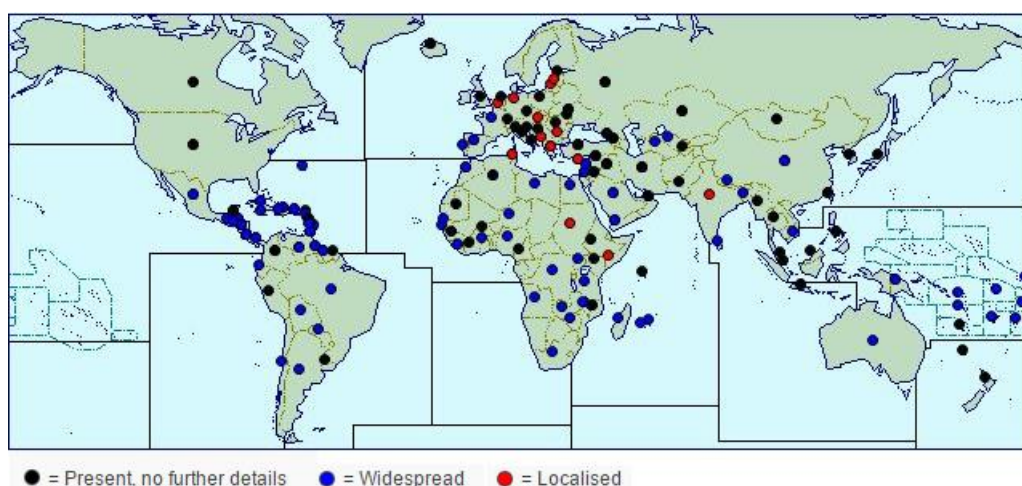 = Present, no further details = Widespread = Localised